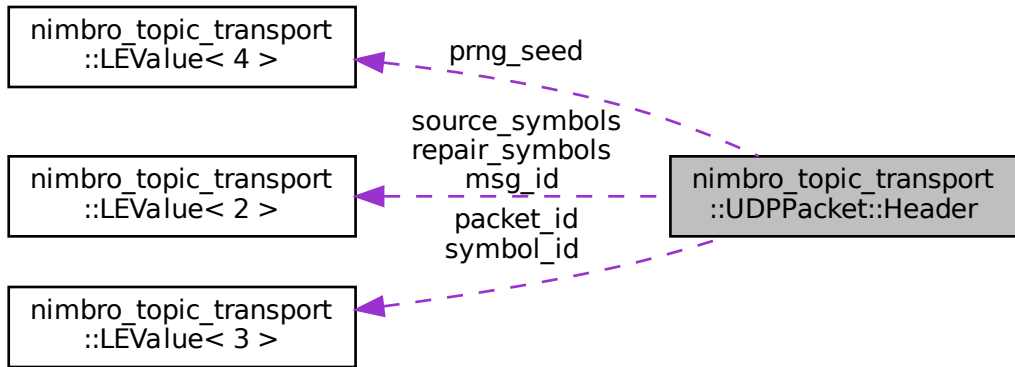 nimbro_topic_transport
::LEValue< 4 >
prng_seed
source_symbols
repair_symbols
msg_id
nimbro_topic_transport
::LEValue< 2 >
nimbro_topic_transport
::UDPPacket::Header
packet_id
symbol_id
nimbro_topic_transport
::LEValue< 3 >